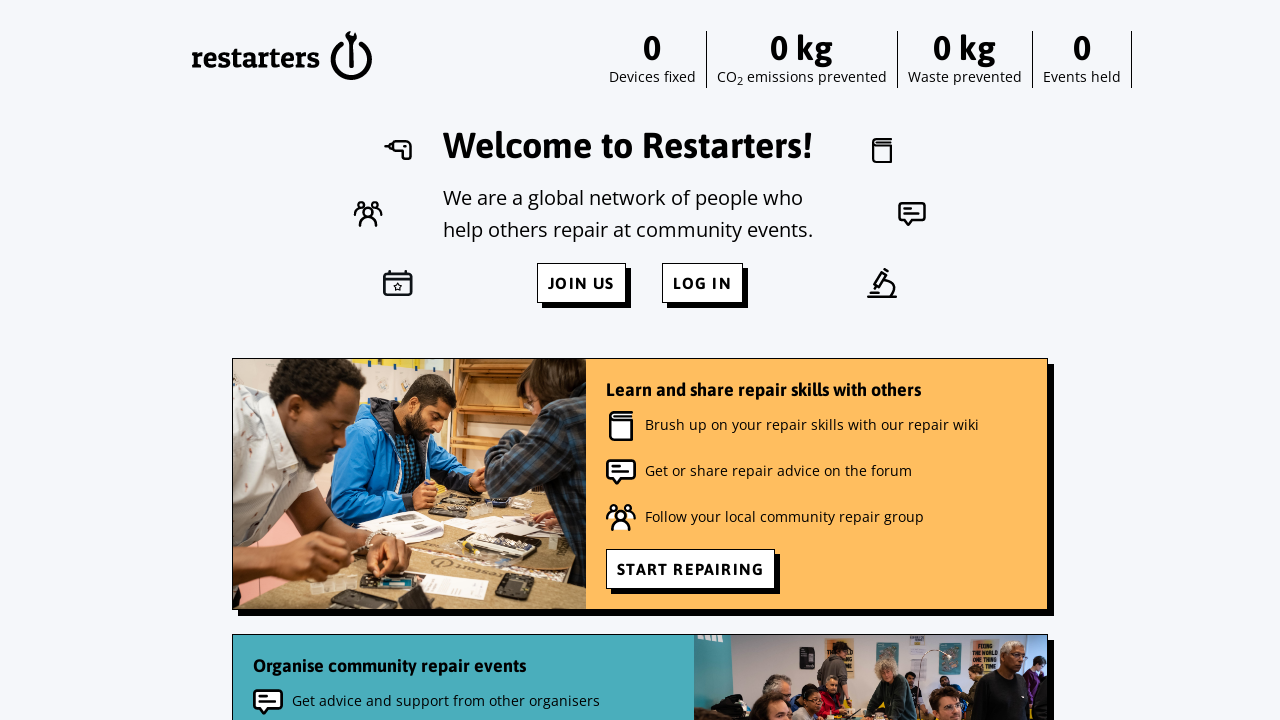 restarters
0
Devices fixed
0 kg
CO2 emissions prevented
0 kg
Waste prevented
0
Events held
Welcome to Restarters!
We are a global network of people who
help others repair at community events.
JOIN US
LOG IN
Learn and share repair skills with others
Brush up on your repair skills with our repair wiki
Get or share repair advice on the forum
Follow your local community repair group
START REPAIRING
Organise community repair events
Get advice and support from other organisers